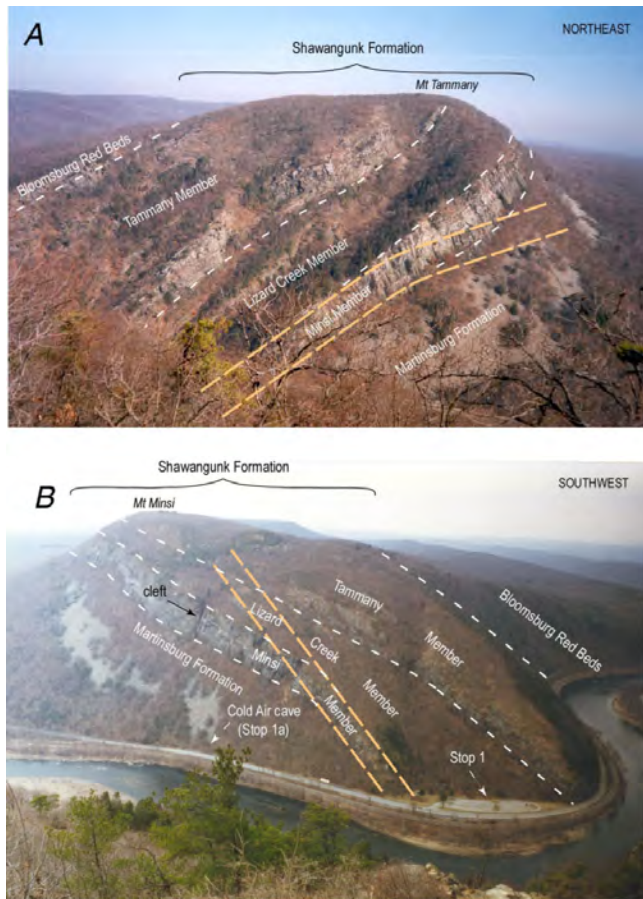 A
NORTHEAST
Shawangunk Formation
Mt Tammany
Bloomsburg Red Beds
Tammany Member
Lizard Creek Member
Minsi Member
Martinsburg Formation
Shawangunk Formation
B
SOUTHWEST
Mt Minsi
cleft
Tammany
Member
Bloomsburg Red Beds
Lizard
Creek
Member
Minsi
Member
Martinsburg Formation
Cold Air cave
(Stop 1a)
Stop 1